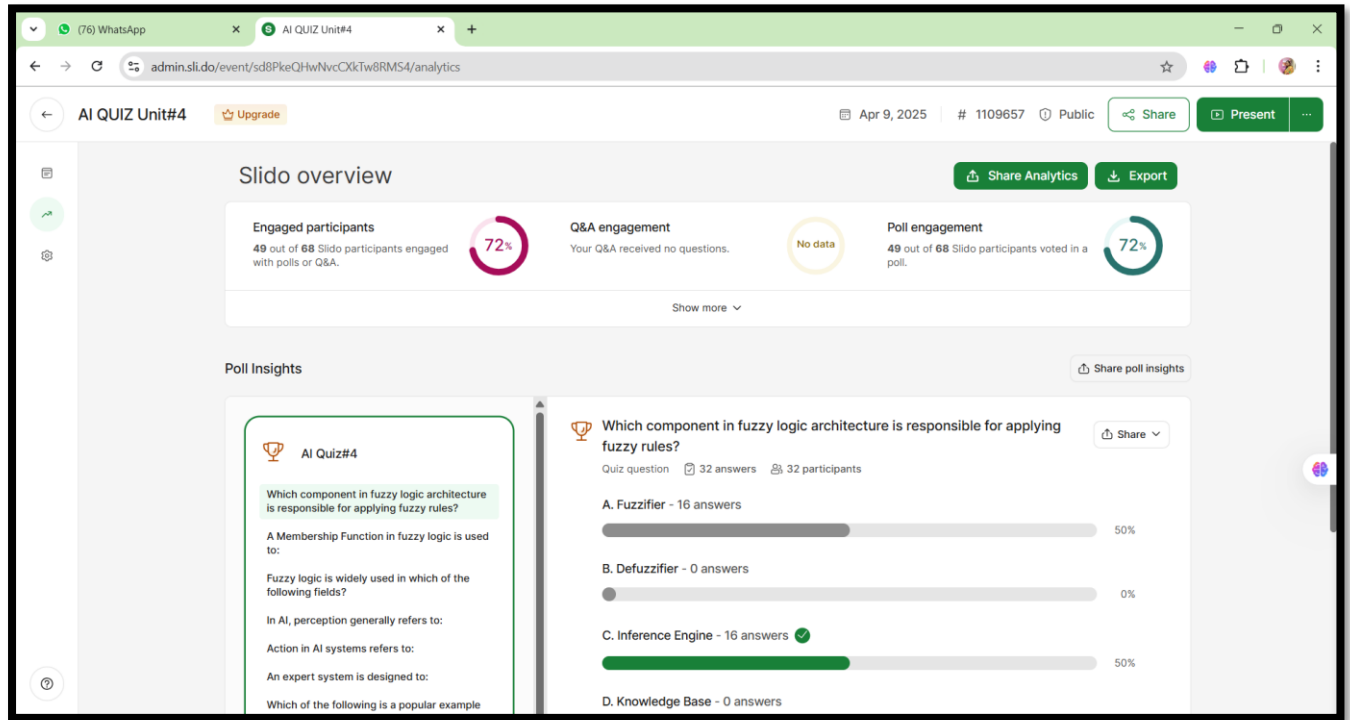 (76) WhatsApp
AI QUIZ Unit#4
admin.sli.do/event/sd8PkeQHwNvcCXkTw8RMS4/analytics
AI QUIZ Unit#4
Upgrade
Apr 9, 2025
# 1109657
Public
Share
Present
Slido overview
Share Analytics
Export
Engaged participants
49 out of 68 Slido participants engaged
with polls or Q&A.
72%
Q&A engagement
Your Q&A received no questions.
No data
Poll engagement
49 out of 68 Slido participants voted in a
poll.
72%
Show more
Poll Insights
Share poll insights
AI Quiz#4
Which component in fuzzy logic architecture
is responsible for applying fuzzy rules?
A Membership Function in fuzzy logic is used
to:
Fuzzy logic is widely used in which of the
following fields?
In AI, perception generally refers to:
Action in AI systems refers to:
An expert system is designed to:
Which of the following is a popular example
Which component in fuzzy logic architecture is responsible for applying
fuzzy rules?
Share
Quiz question 32 answers 32 participants
A. Fuzzifier - 16 answers
50%
B. Defuzzifier - 0 answers
0%
C. Inference Engine - 16 answers
50%
D. Knowledge Base - 0 answers